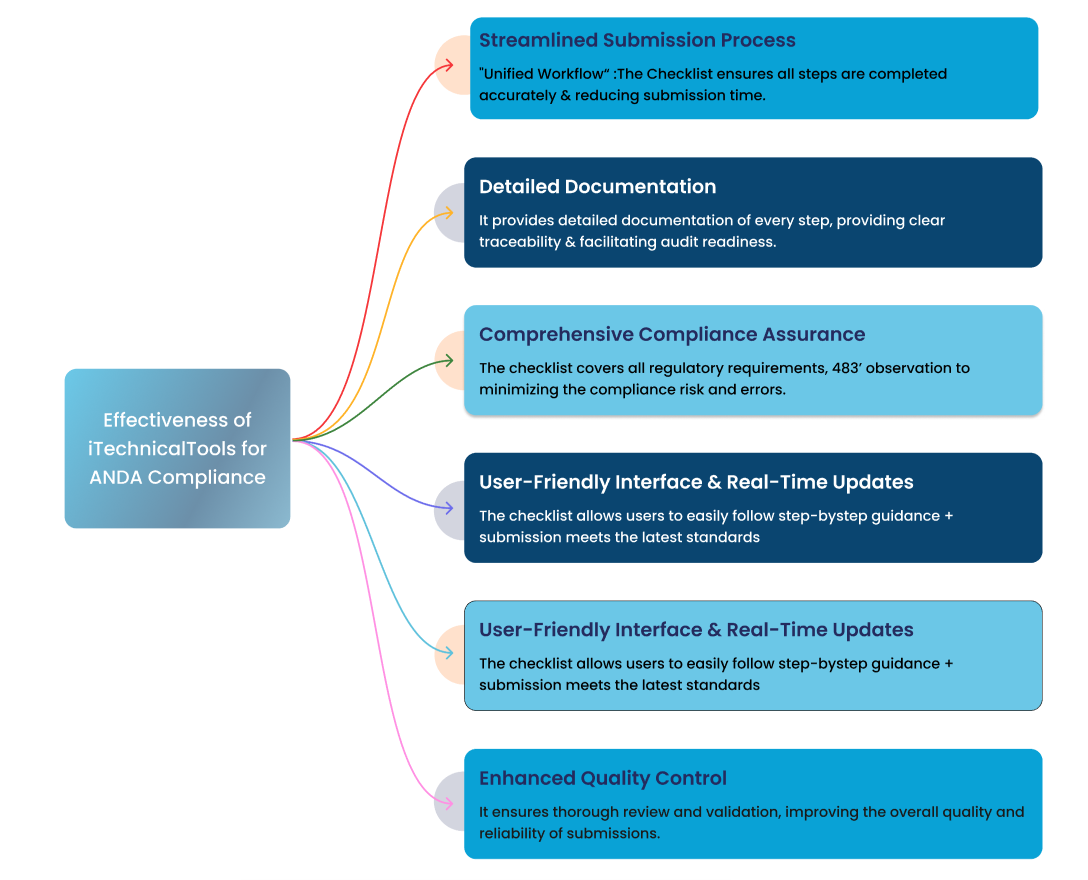 Streamlined Submission Process
"Unified Workflow“ :The Checklist ensures all steps are completed
accurately & reducing submission time.
Detailed Documentation
It provides detailed documentation of every step, providing clear
traceability & facilitating audit readiness.
Comprehensive Compliance Assurance
The checklist covers all regulatory requirements, 483’ observation to
minimizing the compliance risk and errors.
Effectiveness of
iTechnicalTools for
ANDA Compliance
User-Friendly Interface & Real-Time Updates
The checklist allows users to easily follow step-bystep guidance +
submission meets the latest standards
User-Friendly Interface & Real-Time Updates
The checklist allows users to easily follow step-bystep guidance +
submission meets the latest standards
Enhanced Quality Control
It ensures thorough review and validation, improving the overall quality and
reliability of submissions.